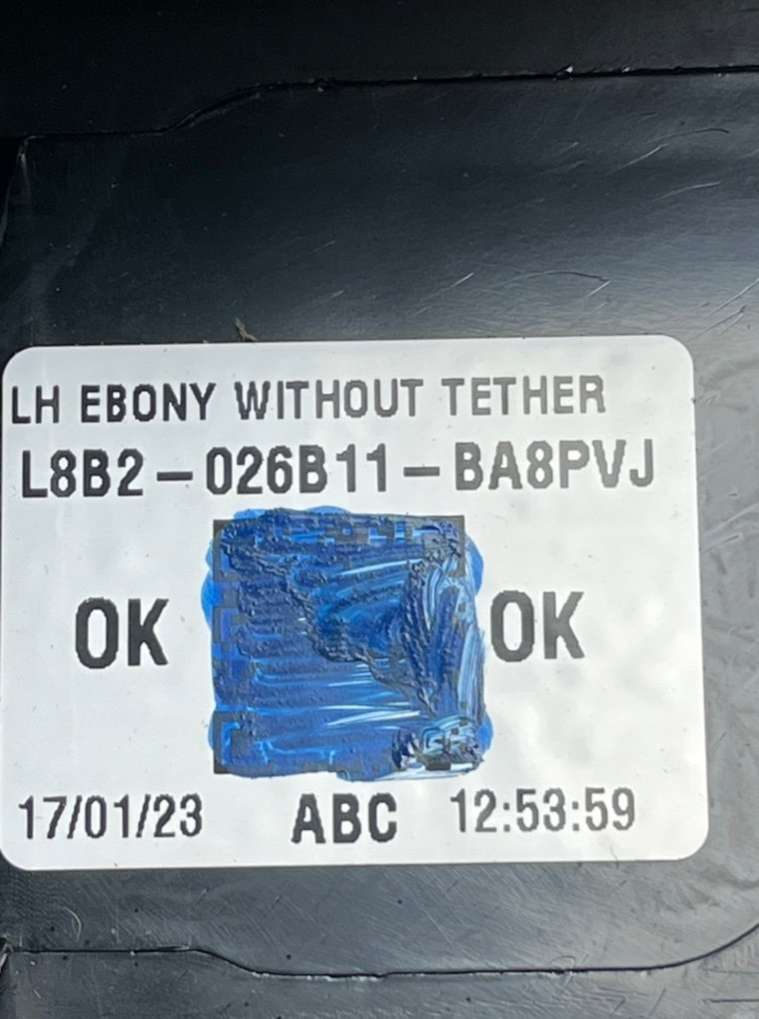 LH EBONY WITHOUT TETHER
L8B2-026B11-BA8PVJ
OK OK
17/01/23 ABC 12:53:59